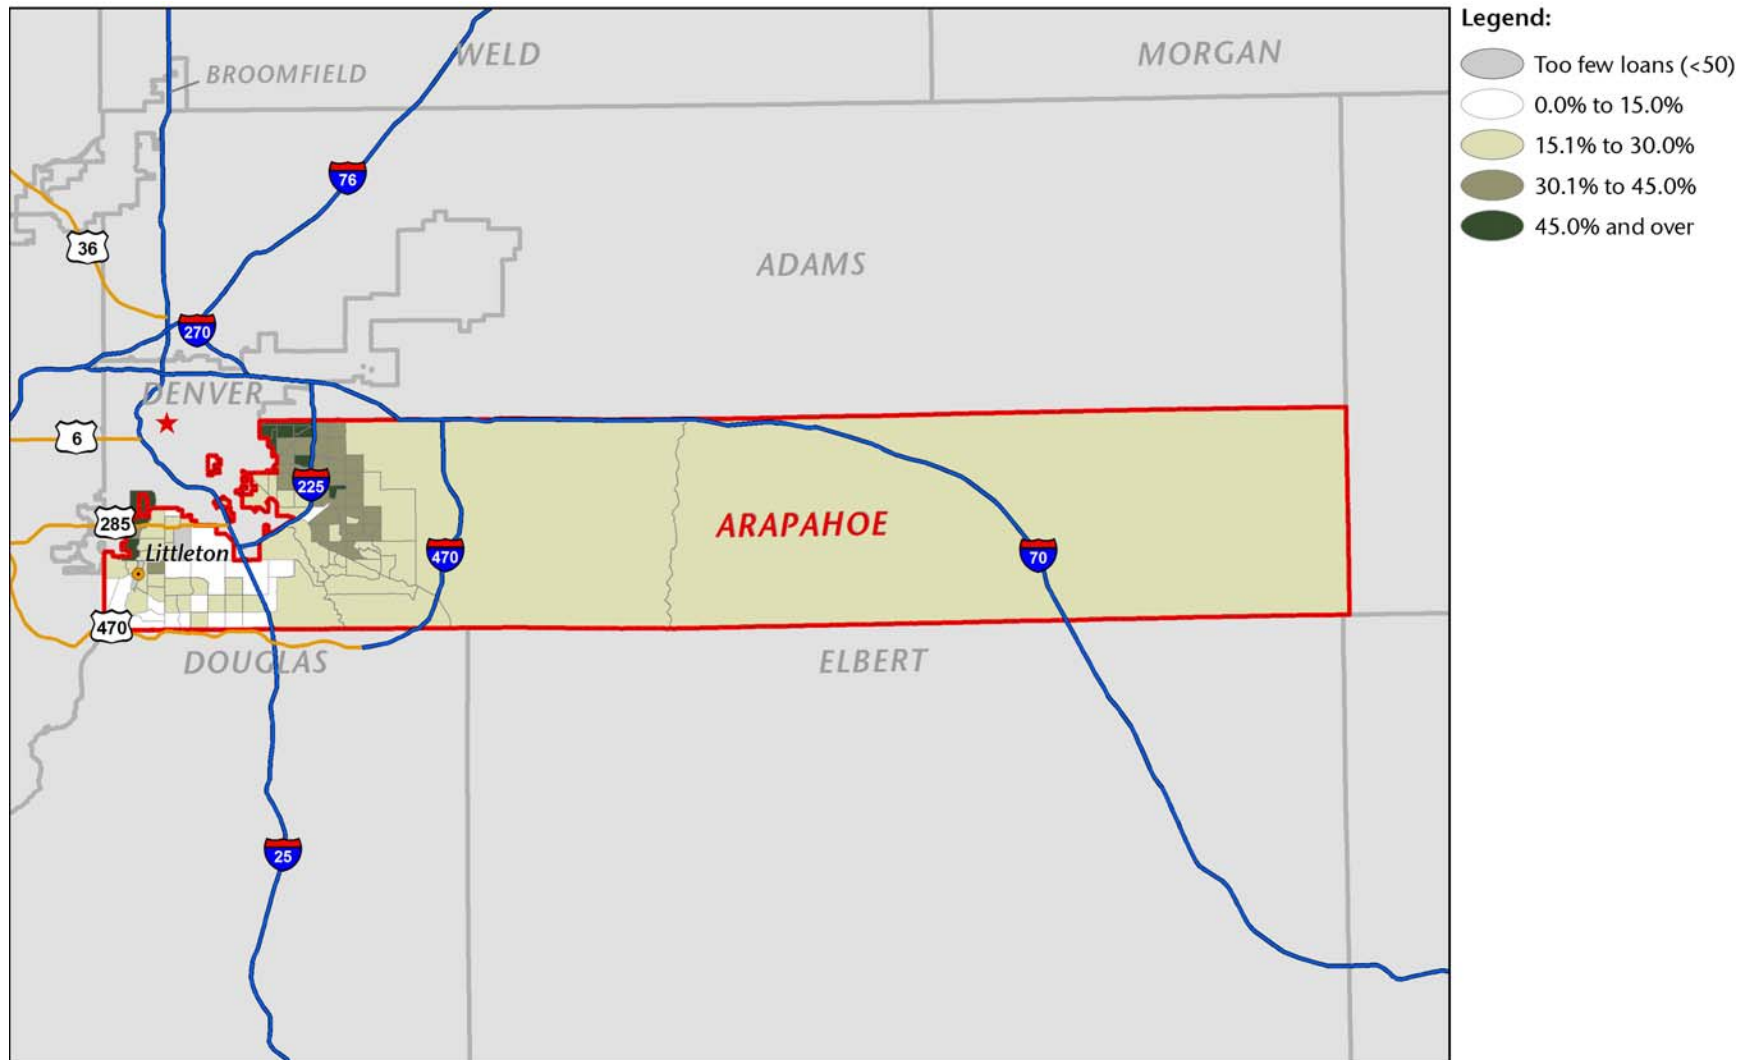 Legend:
Too few loans (<50)
0.0% to 15.0%
15.1% to 30.0%
30.1% to 45.0%
45.0% and over
WELD
MORGAN
BROOMFIELD
76
36
ADAMS
270
DENVER
6
225
285
ARAPAHOE
Littleton
470
70
470
DOUGLAS
ELBERT
25